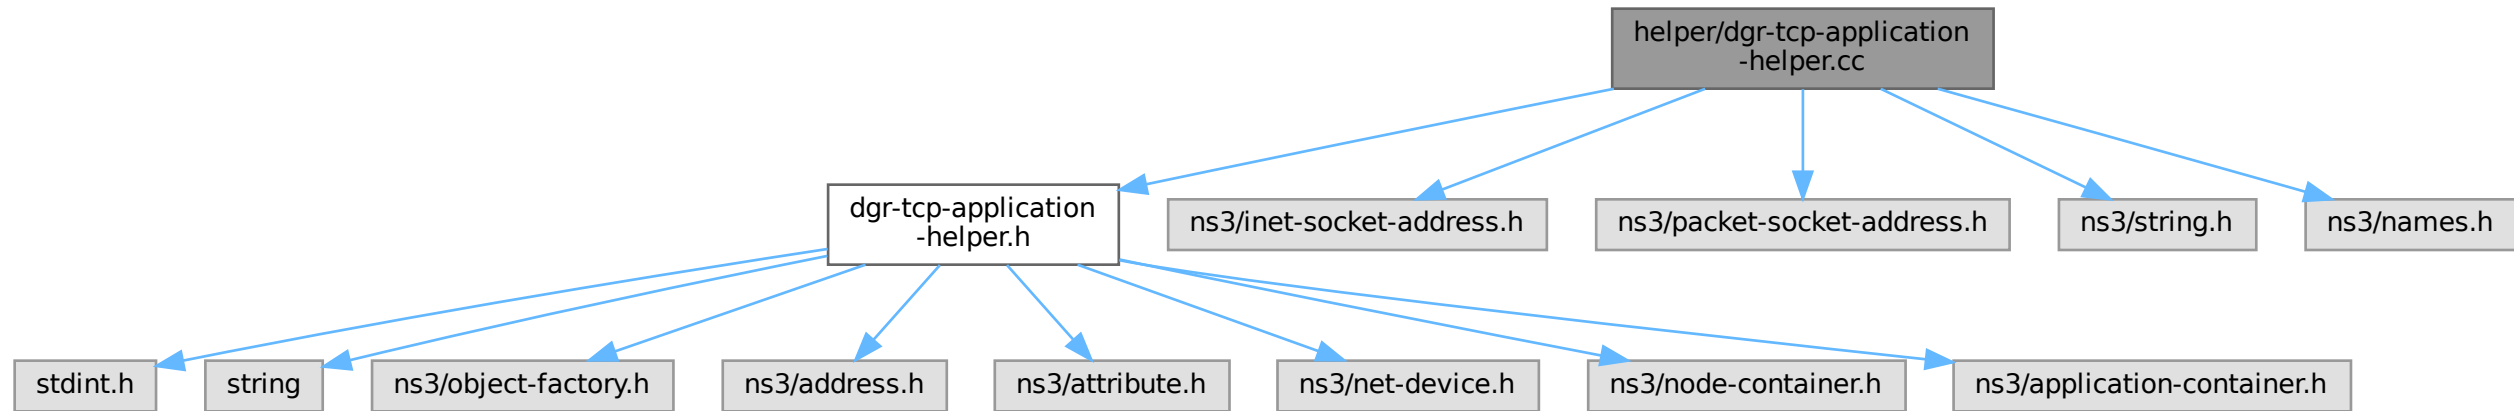 helper/dgr-tcp-application
-helper.cc
dgr-tcp-application
-helper.h
ns3/inet-socket-address.h
ns3/packet-socket-address.h
ns3/string.h
ns3/names.h
stdint.h
string
ns3/object-factory.h
ns3/address.h
ns3/attribute.h
ns3/net-device.h
ns3/node-container.h
ns3/application-container.h